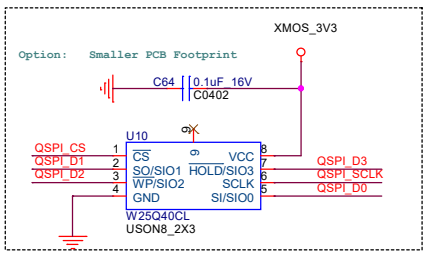 XMOS_3V3
Option: Smaller PCB Footprint
C64 0.1uF_16V
C0402
U10 9
QSPI_CS 1 CS 9 VCC 8
QSPI_D1 2 SO/SIO1 HOLD/SIO3 7 QSPI_D3
QSPI_D2 3 WP/SIO2 SCLK 6 QSPI_SCLK
4 GND SI/SIO0 5 QSPI_D0
W25Q40CL
USON8_2X3